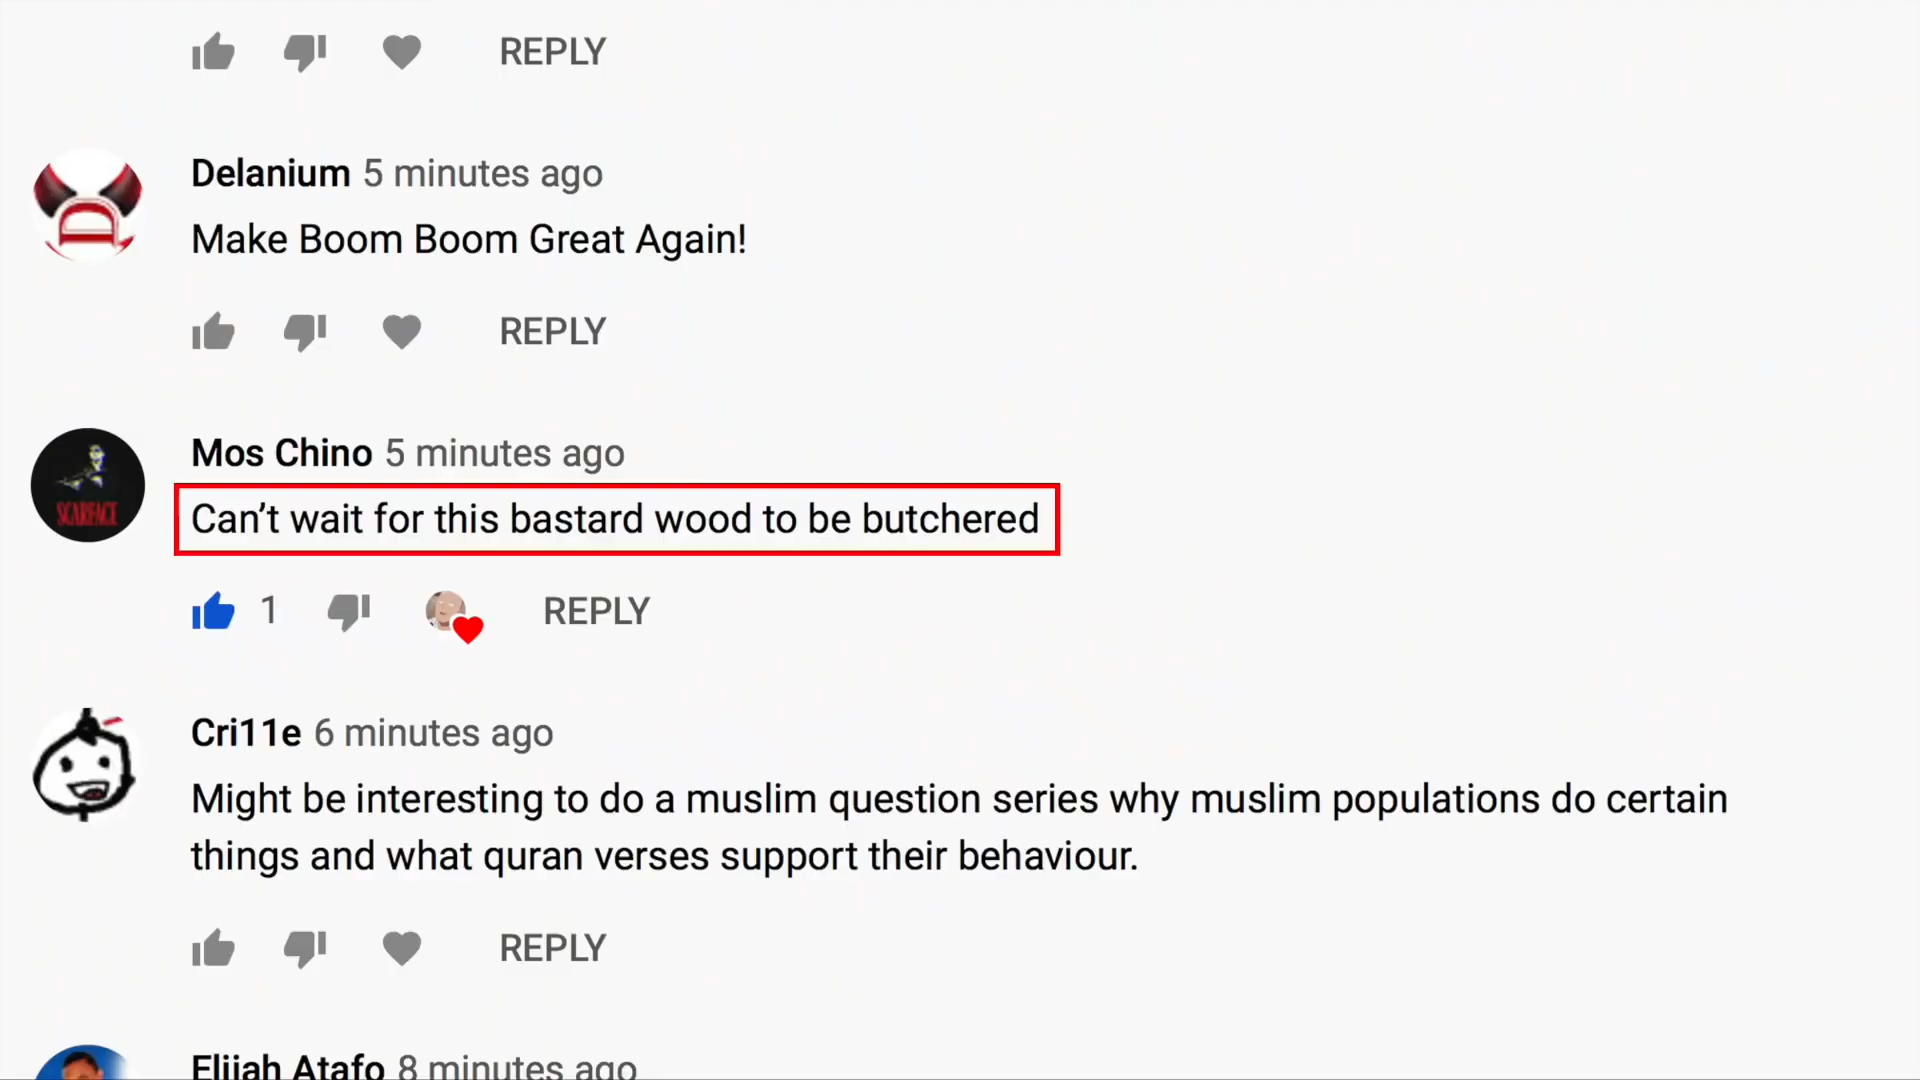 REPLY
Delanium 5 minutes ago
Make Boom Boom Great Again!
REPLY
Mos Chino 5 minutes ago
SCARFACE
Can't wait for this bastard wood to be butchered
1 REPLY
Cri11e 6 minutes ago
Might be interesting to do a muslim question series why muslim populations do certain
things and what quran verses support their behaviour.
REPLY
Elijah Atafo 8 minutes ago